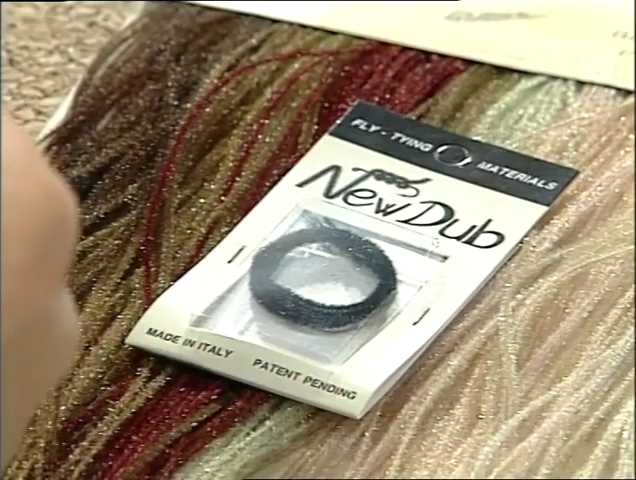 FLY-TYING MATERIALS
New Dub
MADE IN ITALY PATENT PENDING